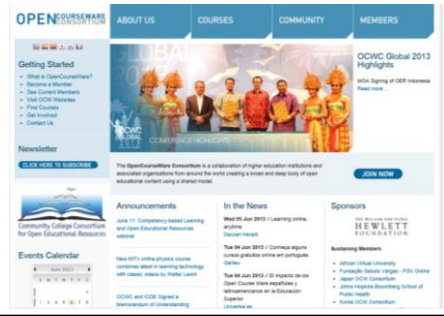 OPENCOURSEWARE
CONSORTIUM
ABOUT US
COURSES
COMMUNITY
MEMBERS
Getting Started
What is OpenCourseWare?
Become a Member
See Current Members
Visit OCW Websites
Find Courses
Get Involved
Contact Us
Newsletter
CLICK HERE TO SUBSCRIBE
Community College Consortium
for Open Educational Resources
Events Calendar
June 2013
GLOBAL
OCWC
GLOBAL
2013
CONFERENCE HIGHLIGHTS
OCWC Global 2013
Highlights
MOA Signing of OER Indonesia
Read more ...
The OpenCourseWare Consortium is a collaboration of higher education institutions and
associated organizations from around the world creating a broad and deep body of open
educational content using a shared model.
JOIN NOW
Announcements
June 11: Competency-based Learning
and Open Educational Resources
webinar
New MIT's online physics course
combines latest in learning technology
with classic videos by Walter Lewin
OCWC and ICDE Signed a
Memorandum of Understanding
In the News
Wed 05 Jun 2013 // Learning online,
anytime
Deccan Herald
Tue 04 Jun 2013 // Conheça alguns
cursos gratuitos online em português
Galileu
Tue 04 Jun 2013 // El impacto de los
Open Course Ware españoles y
latinoamericanos en la Educación
Superior
Universia.es
Sponsors
THE WILLIAM AND FLORA
HEWLETT
FOUNDATION
Sustaining Members
African Virtual University
Fundação Getulio Vargas - FGV Online
Japan OCW Consortium
Johns Hopkins Bloomberg School of
Public Health
Korea OCW Consortium